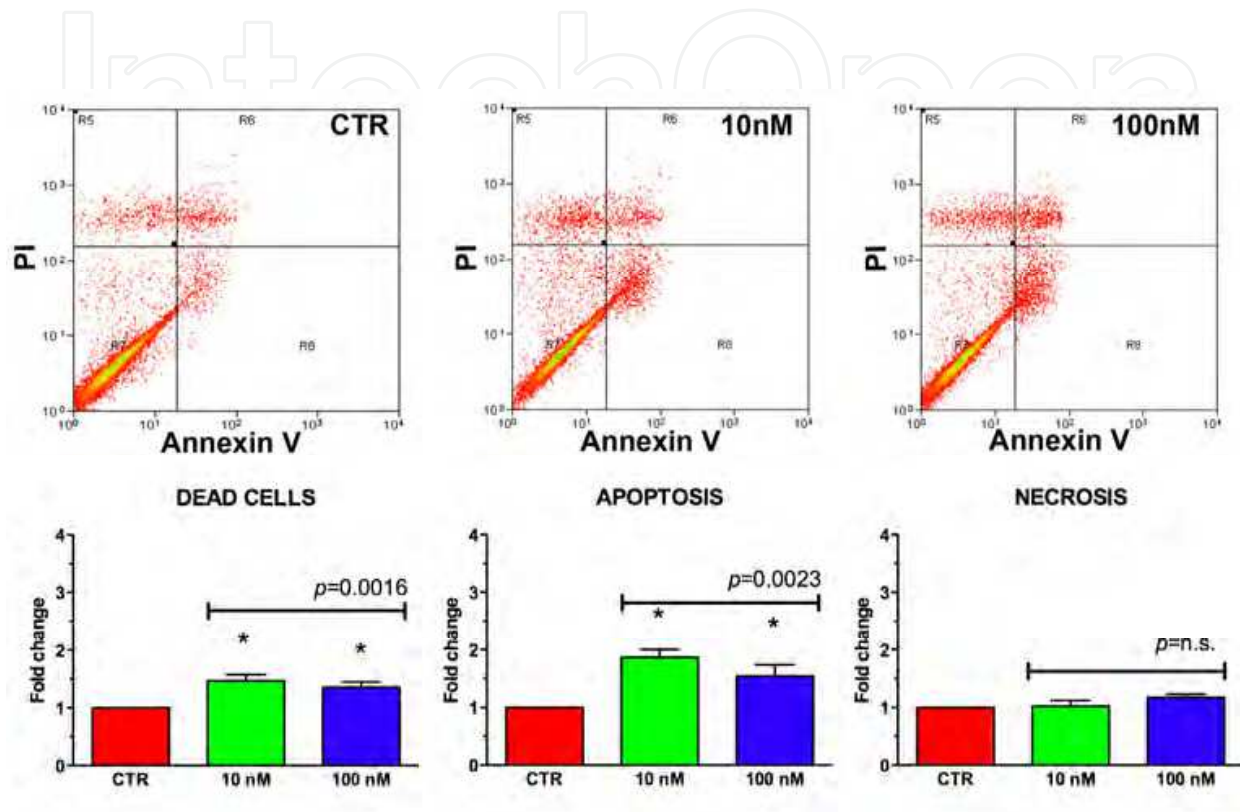 IntechOpen
CTR
R5
R6
PI
10⁴
10³
10²
10¹
10⁰
R7
R8
10⁰ 10¹ 10² 10³ 10⁴
Annexin V
10nM
R5
R6
PI
10⁴
10³
10²
10¹
10⁰
R8
10⁰ 10¹ 10² 10³ 10⁴
Annexin V
100nM
R5
R6
PI
10⁴
10³
10²
10¹
10⁰
R8
10⁰ 10¹ 10² 10³ 10⁴
Annexin V
DEAD CELLS
Fold change
4
3
2
1
0
p=0.0016
* *
CTR 10 nM 100 nM
APOPTOSIS
Fold change
4
3
2
1
0
p=0.0023
* *
CTR 10 nM 100 nM
NECROSIS
Fold change
4
3
2
1
0
p=n.s.
CTR 10 nM 100 nM